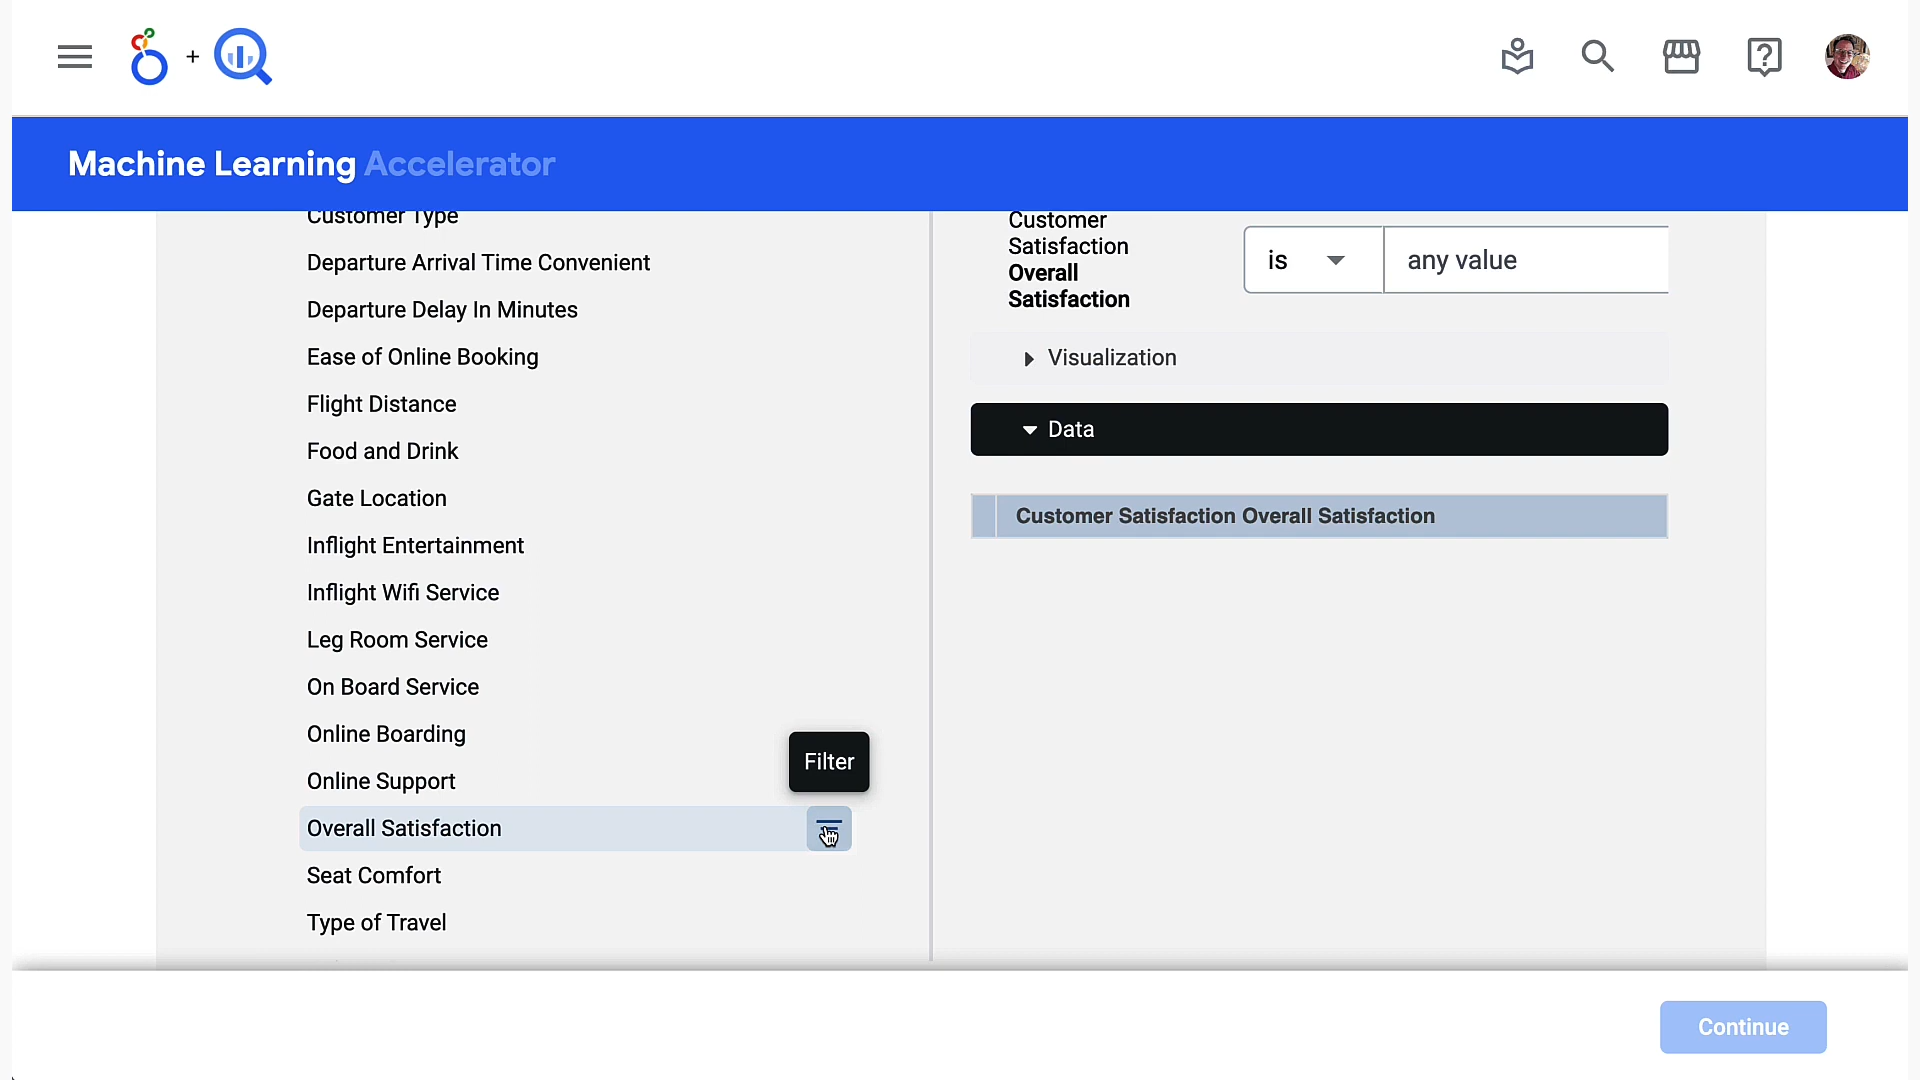 +
Machine Learning Accelerator
Customer Type
Departure Arrival Time Convenient
Departure Delay In Minutes
Ease of Online Booking
Flight Distance
Food and Drink
Gate Location
Inflight Entertainment
Inflight Wifi Service
Leg Room Service
On Board Service
Online Boarding
Online Support
Filter
Overall Satisfaction
Seat Comfort
Type of Travel
Customer
Satisfaction
Overall
Satisfaction
is
any value
Visualization
Data
Customer Satisfaction Overall Satisfaction
Continue